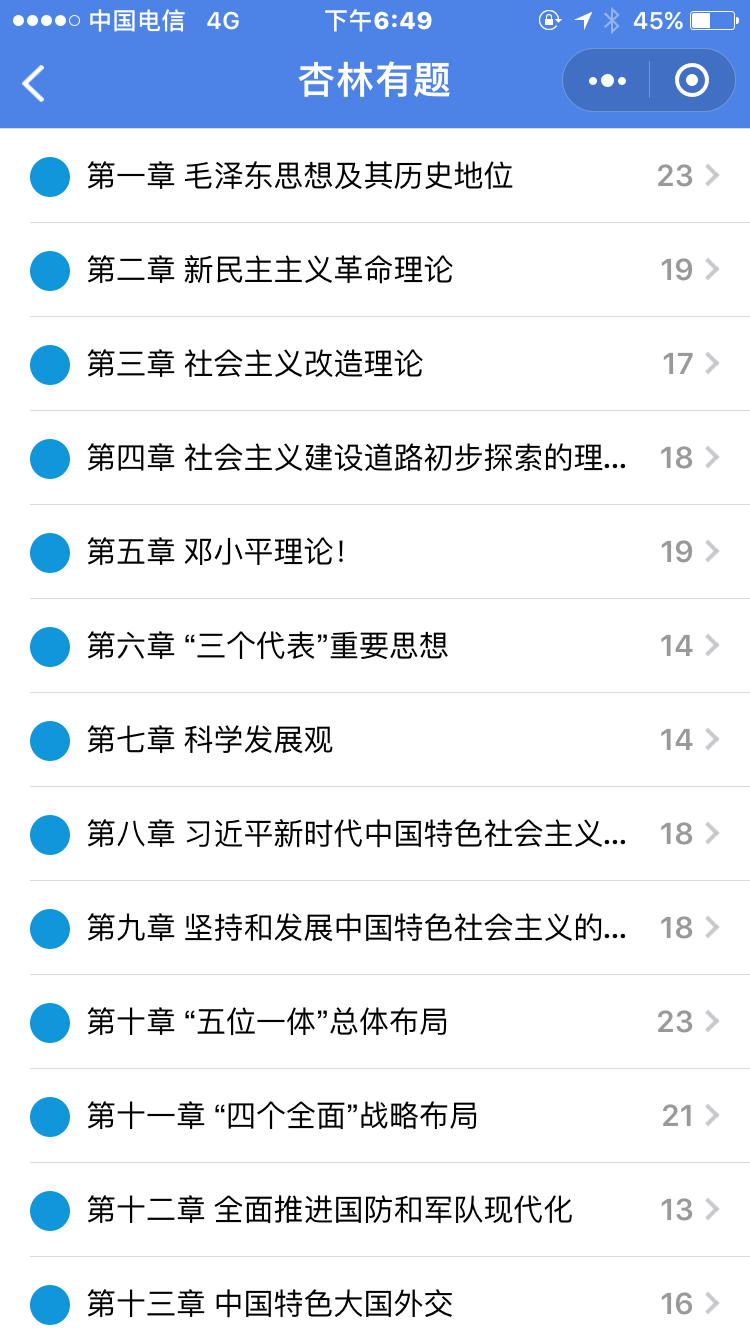 中国电信 4G 下午6:49 45%
杏林有题
第一章 毛泽东思想及其历史地位 23
第二章 新民主主义革命理论 19
第三章 社会主义改造理论 17
第四章 社会主义建设道路初步探索的理... 18
第五章 邓小平理论！ 19
第六章 “三个代表”重要思想 14
第七章 科学发展观 14
第八章 习近平新时代中国特色社会主义... 18
第九章 坚持和发展中国特色社会主义的... 18
第十章 “五位一体”总体布局 23
第十一章 “四个全面”战略布局 21
第十二章 全面推进国防和军队现代化 13
第十三章 中国特色大国外交 16